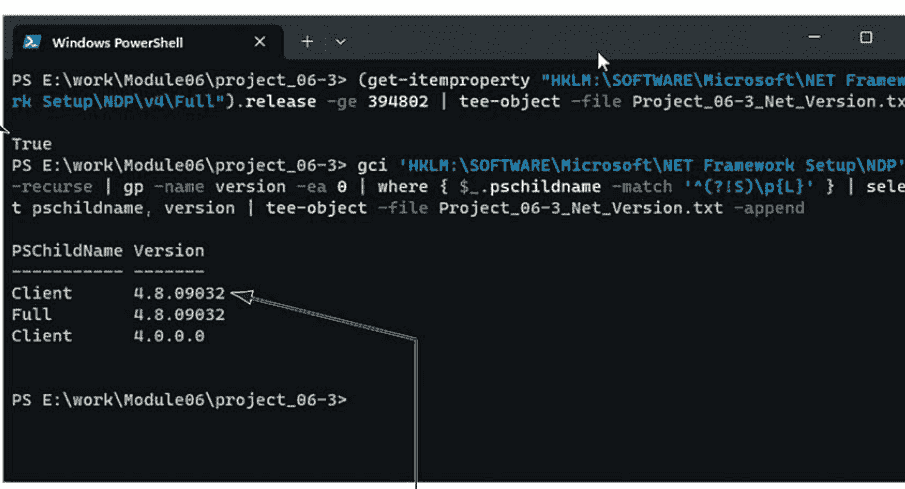 Windows PowerShell
PS E:\work\Module06\project_06-3> (get-itemproperty "HKLM:\SOFTWARE\Microsoft\NET Framewo
rk Setup\NDP\v4\Full").release -ge 394802 | tee-object -file Project_06-3_Net_Version.tx
True
PS E:\work\Module06\project_06-3> gci 'HKLM:\SOFTWARE\Microsoft\NET Framework Setup\NDP'
-recurse | gp -name version -ea 0 | where { $_.pschildname -match '^(?!S)\p{L}' } | sele
t pschildname, version | tee-object -file Project_06-3_Net_Version.txt -append
PSChildName Version
----------- -------
Client 4.8.09032
Full 4.8.09032
Client 4.0.0.0
PS E:\work\Module06\project_06-3>